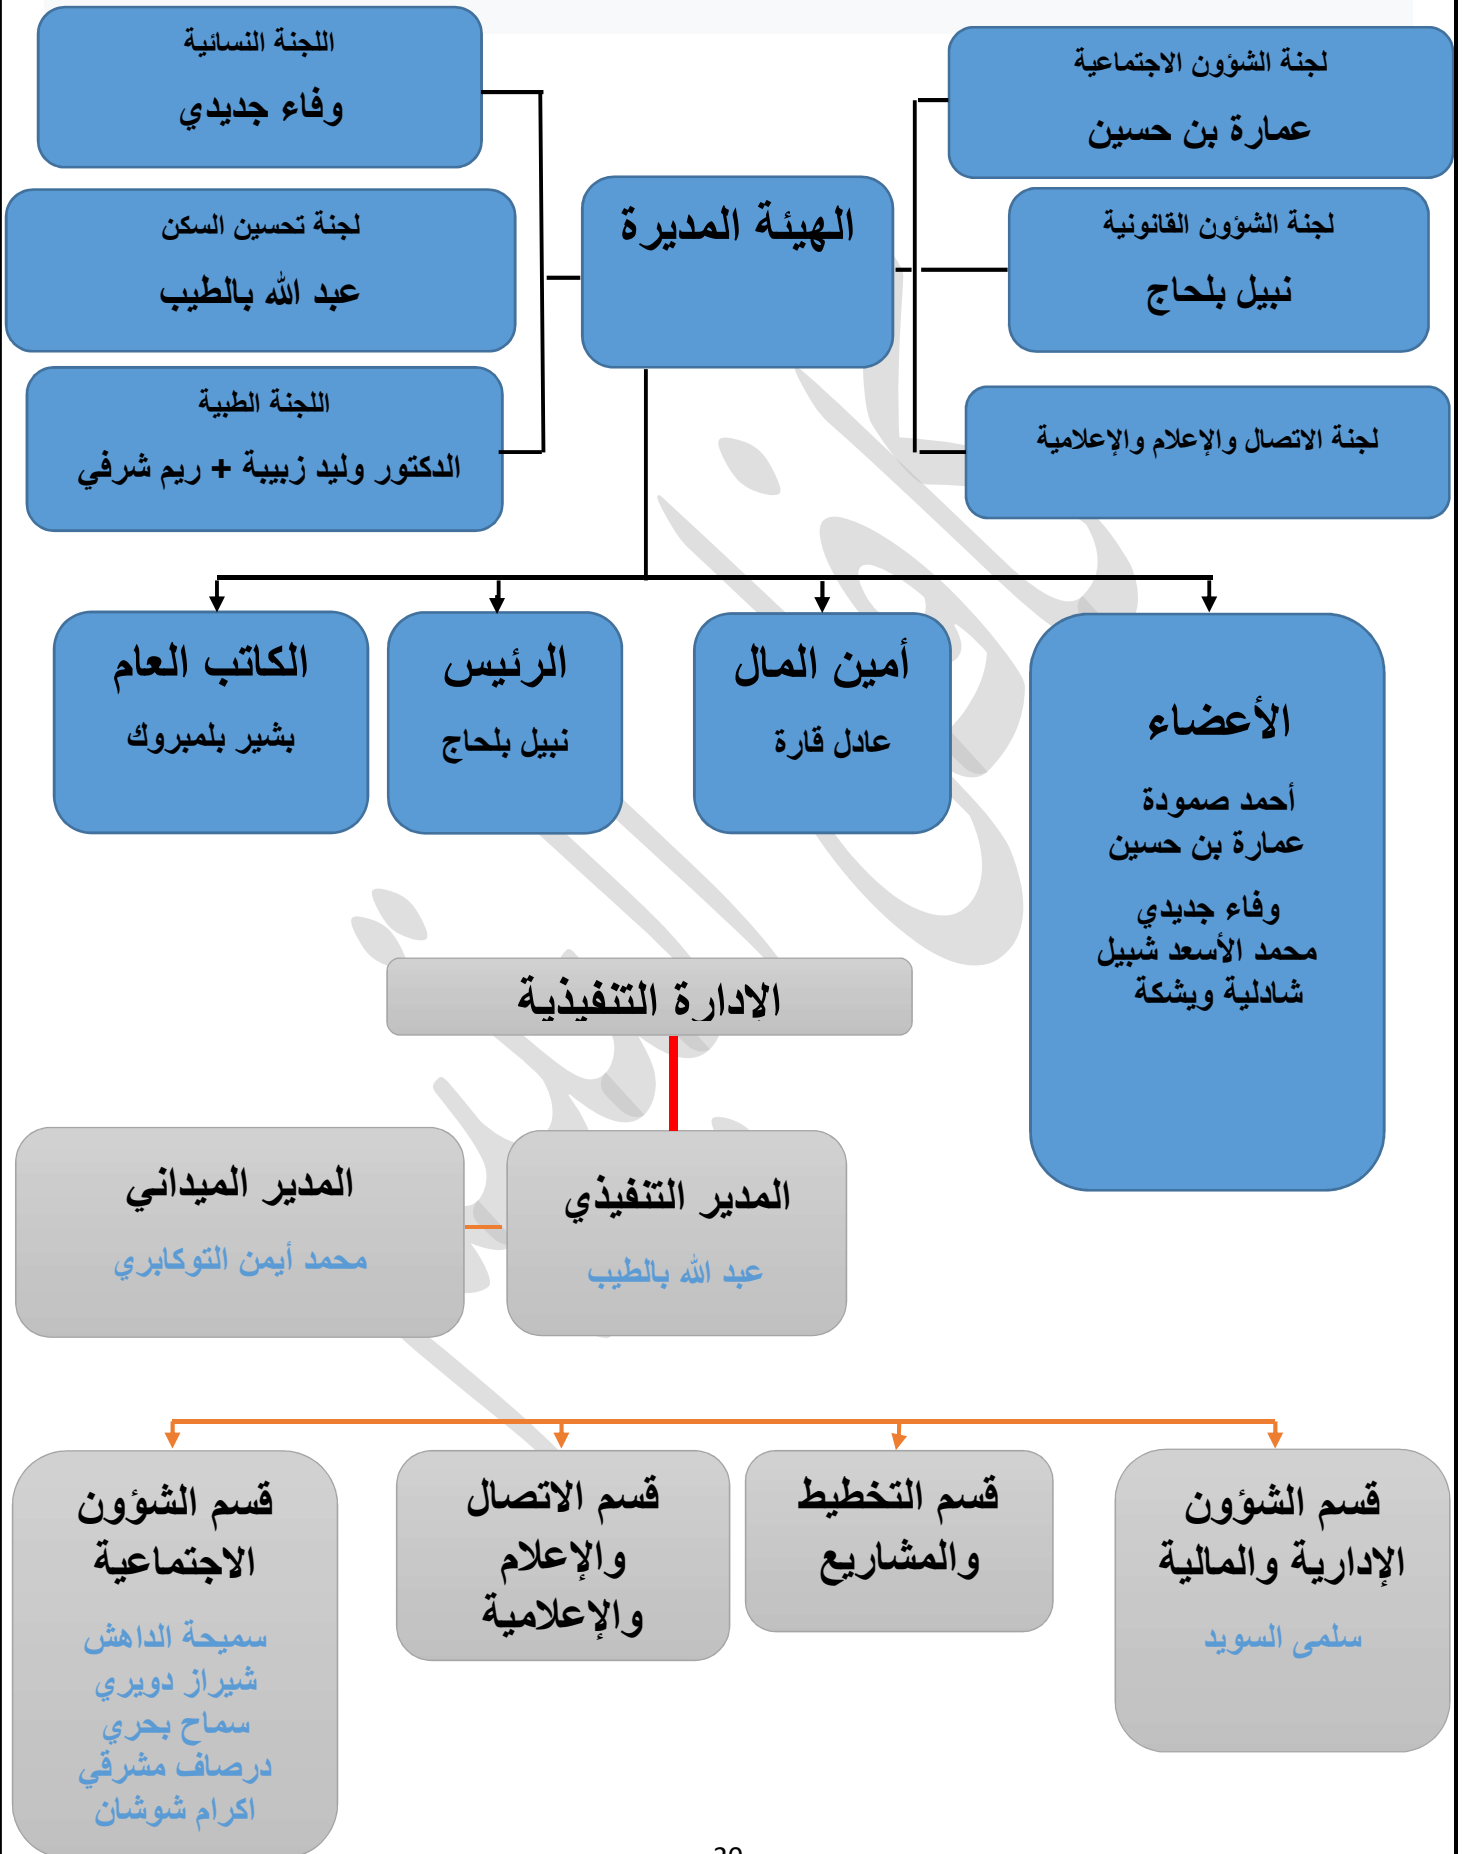 لجنة الشؤون الاجتماعية
عمارة بن حسين
اللجنة النسائية
وفاء جديدي
الهيئة المديرة
لجنة الشؤون القانونية
نبيل بلحاج
لجنة تحسين السكن
عبد الله بالطيب
لجنة الاتصال والإعلام والإعلامية
اللجنة الطبية
الدكتور وليد زبيبة + ريم شرفي
الأعضاء
أحمد صمودة
عمارة بن حسين
وفاء جديدي
محمد الأسعد شبيل
شادلية ويشكة
أمين المال
عادل قارة
الرئيس
نبيل بلحاج
الكاتب العام
بشير بلمبروك
الإدارة التنفيذية
المدير التنفيذي
عبد الله بالطيب
المدير الميداني
محمد أيمن التوكابري
قسم الشؤون
الإدارية والمالية
سلمى السويد
قسم التخطيط
والمشاريع
قسم الاتصال
والإعلام
والإعلامية
قسم الشؤون
الاجتماعية
سميحة الداهش
شيراز دويري
سماح بحري
درصاف مشرقي
اكرام شوشان